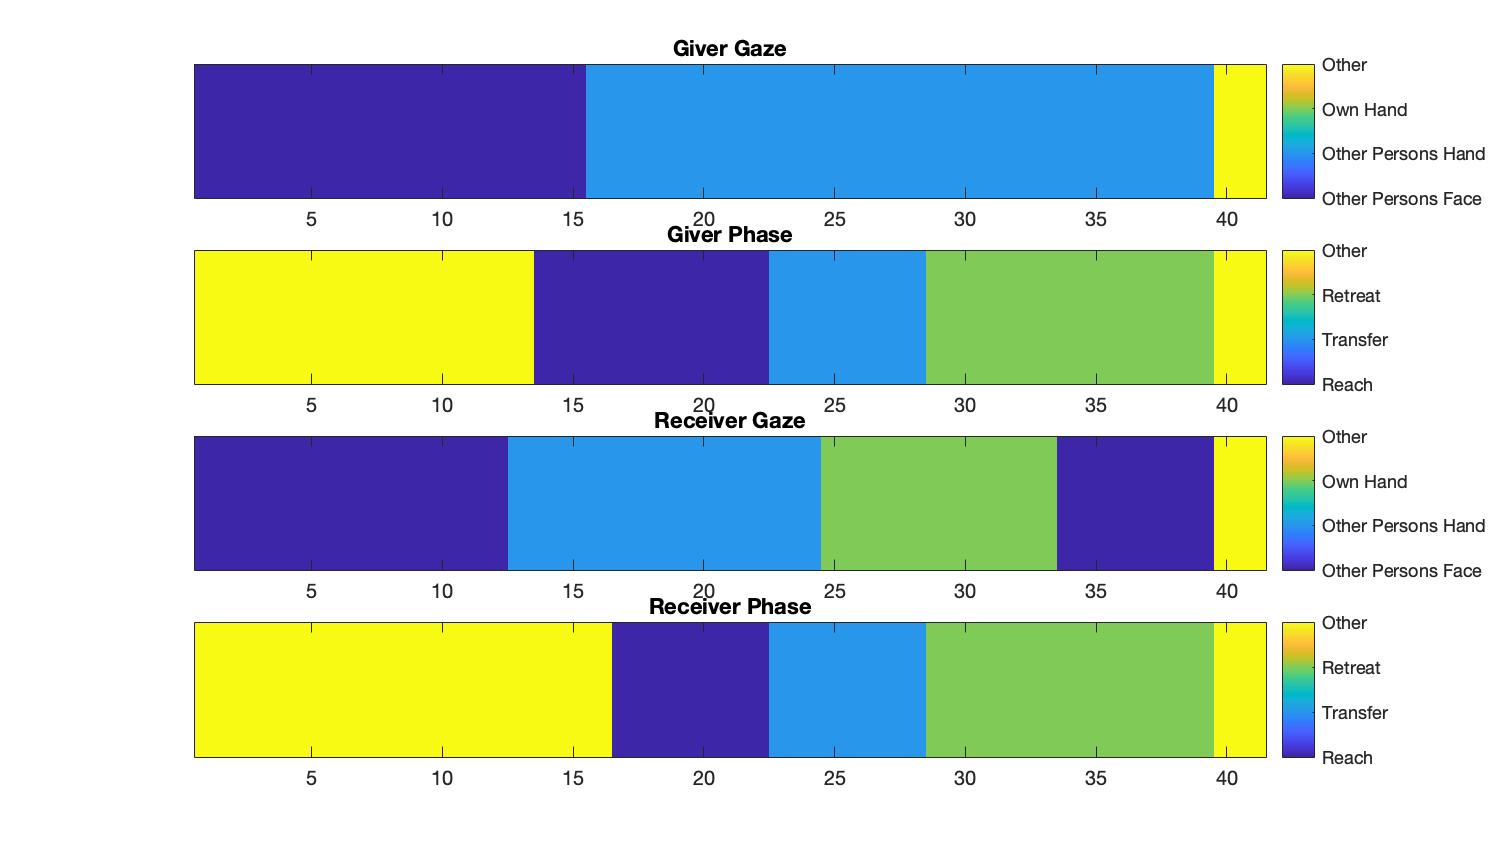 Giver Gaze
Other
Own Hand
Other Persons Hand
Other Persons Face
5 10 15 20 25 30 35 40
Giver Phase
Other
Retreat
Transfer
Reach
5 10 15 20 25 30 35 40
Receiver Gaze
Other
Own Hand
Other Persons Hand
Other Persons Face
5 10 15 20 25 30 35 40
Receiver Phase
Other
Retreat
Transfer
Reach
5 10 15 20 25 30 35 40